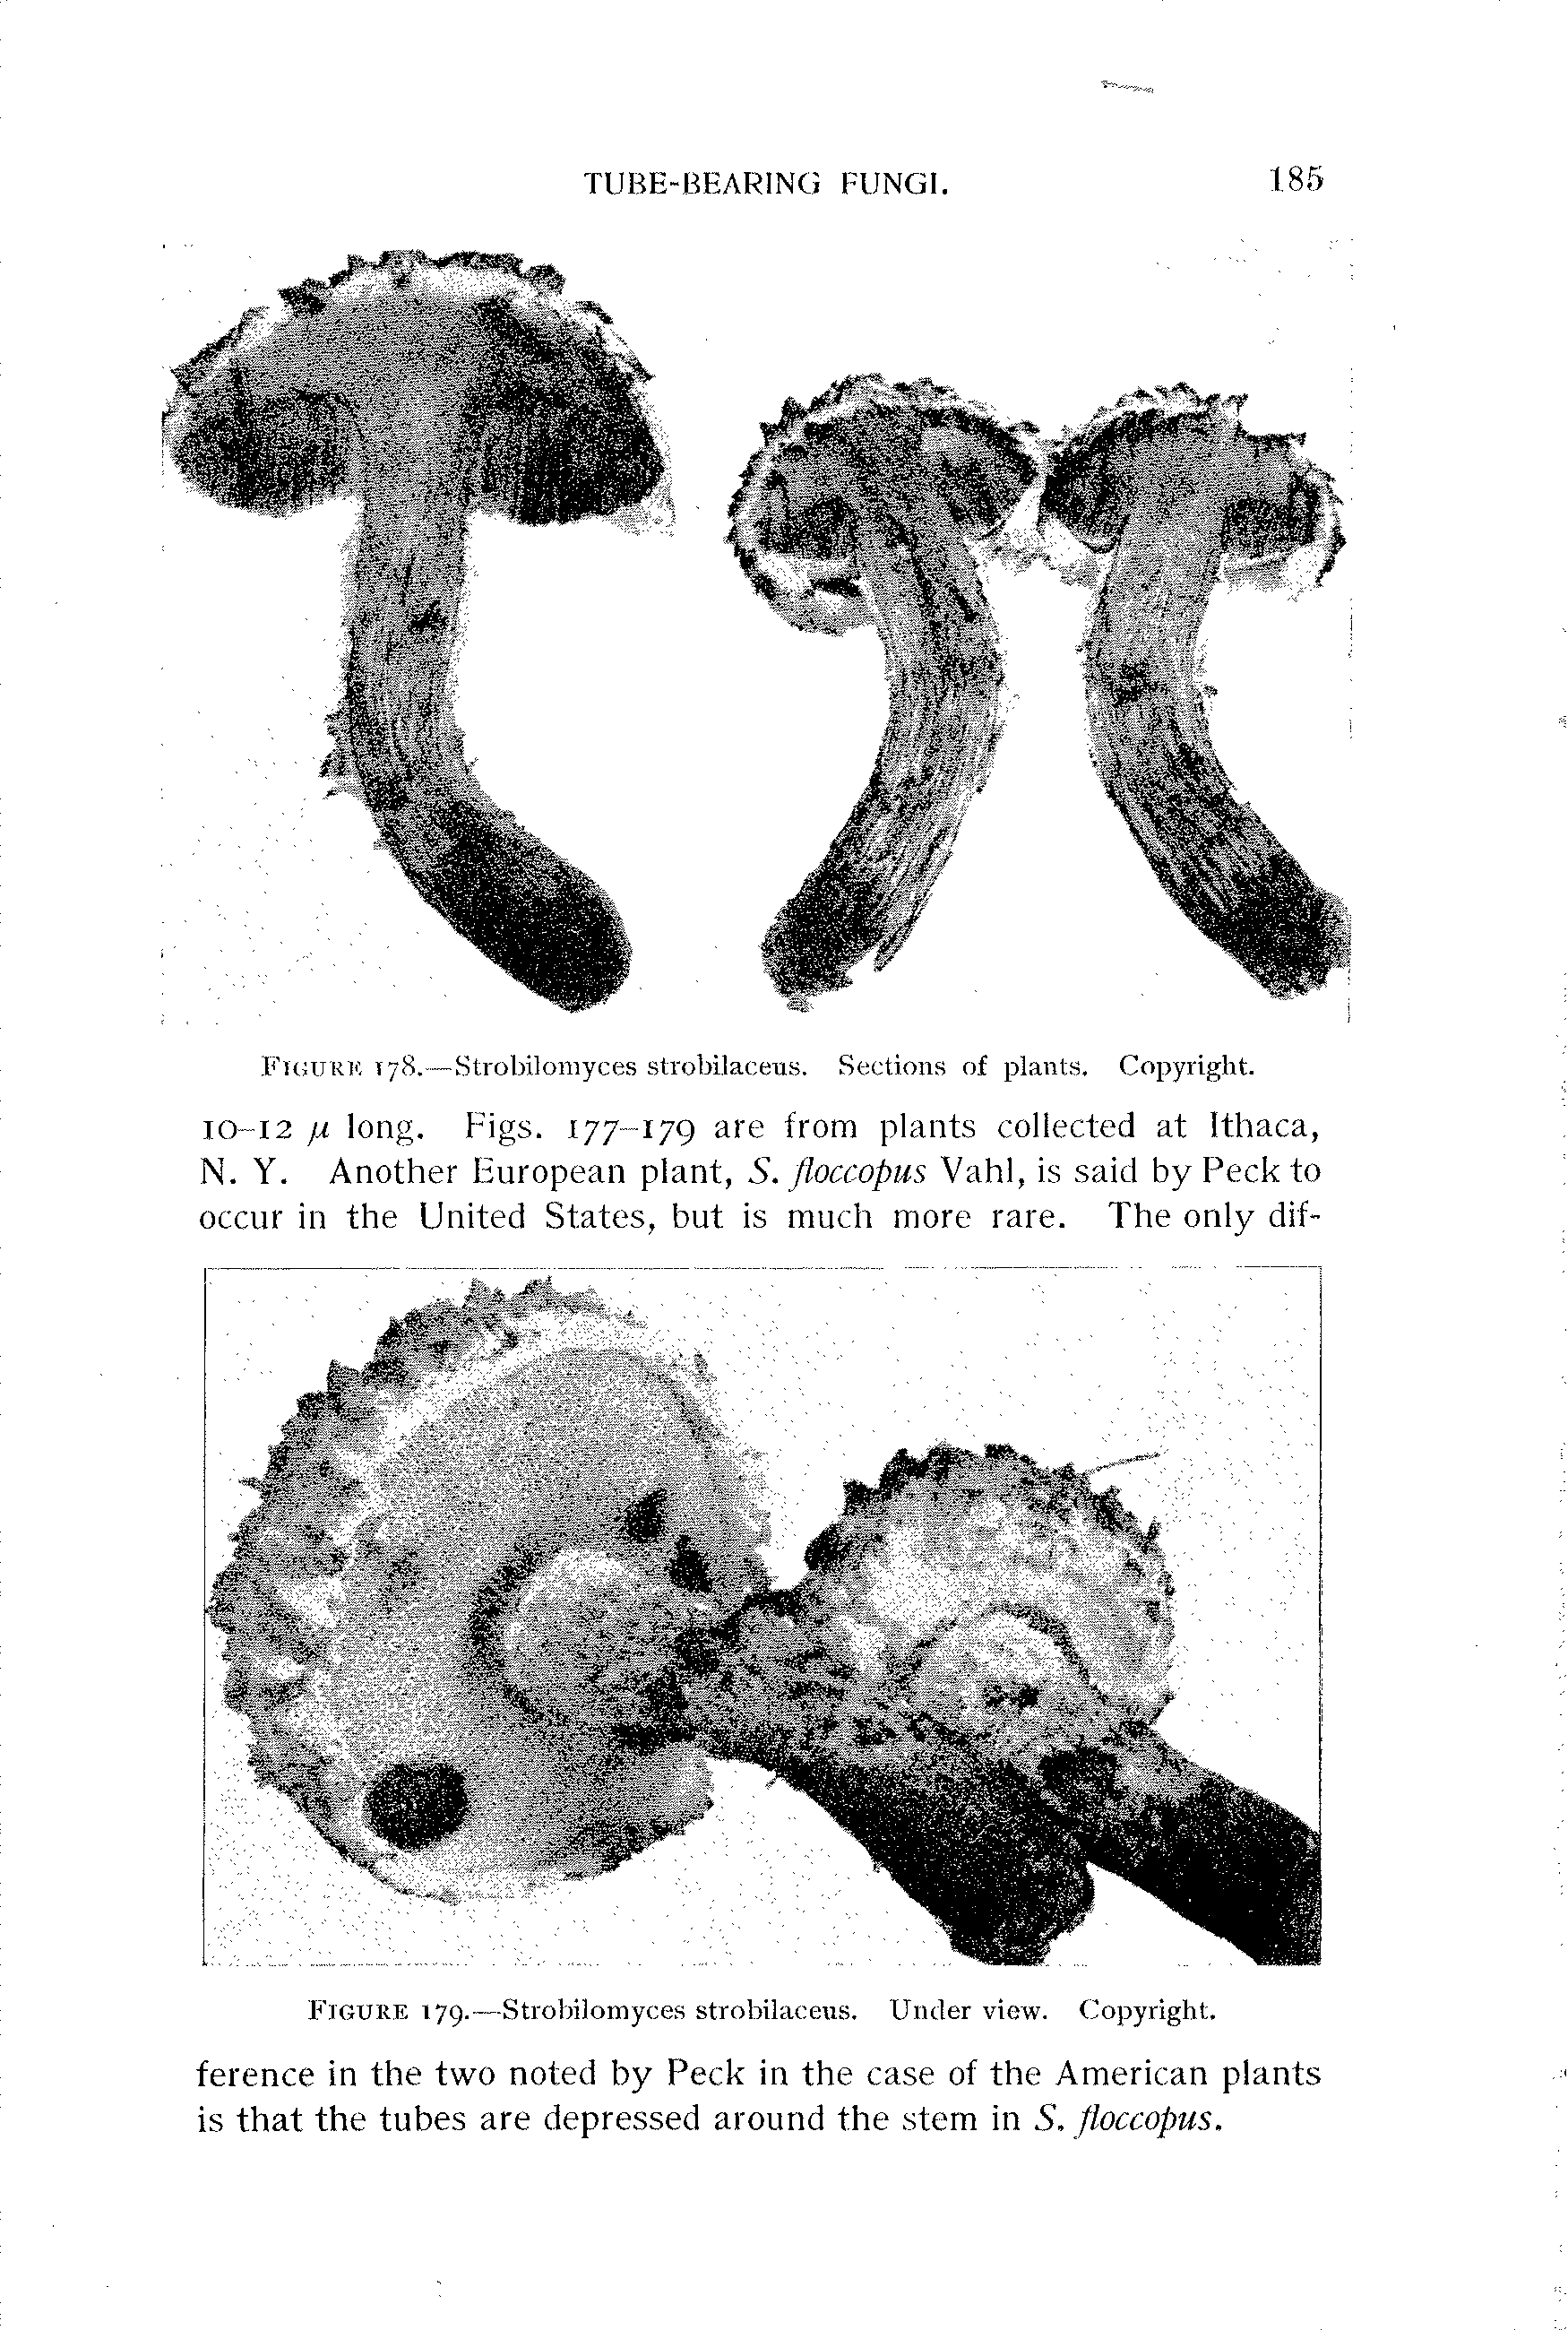 TUBE-BEARING FUNGI. 185
FIGURE 178.—Strobilomyces strobilaceus. Sections of plants. Copyright.
10–12 μ long. Figs. 177–179 are from plants collected at Ithaca,
N. Y. Another European plant, S. floccopus Vahl, is said by Peck to
occur in the United States, but is much more rare. The only dif-
FIGURE 179.—Strobilomyces strobilaceus. Under view. Copyright.
ference in the two noted by Peck in the case of the American plants
is that the tubes are depressed around the stem in S. floccopus.